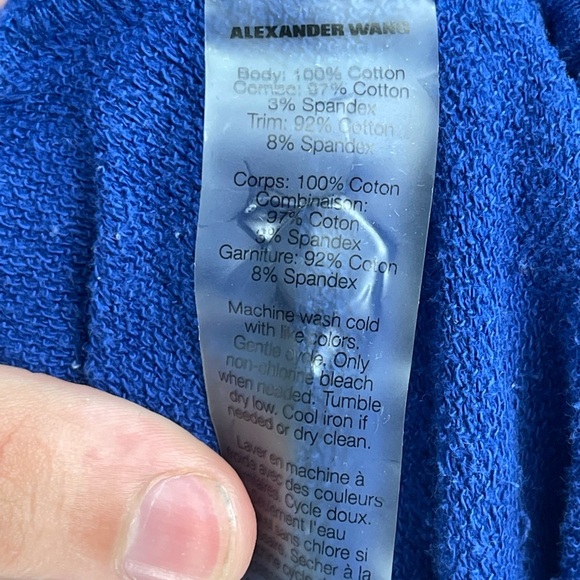 ALEXANDER WANG
Body: 100% Cotton
Combo: 97% Cotton
3% Spandex
Trim: 92% Cotton
8% Spandex
Corps: 100% Coton
Combinaison:
97% Coton
3% Spandex
Garniture: 92% Coton
8% Spandex
Machine wash cold
with like colors.
Gentle cycle. Only
non-chlorine bleach
when needed. Tumble
dry low. Cool iron if
needed or dry clean.
Laver en machine à
froide avec des couleurs
Cycle doux.
l'eau
sans chlore si
Sécher à la